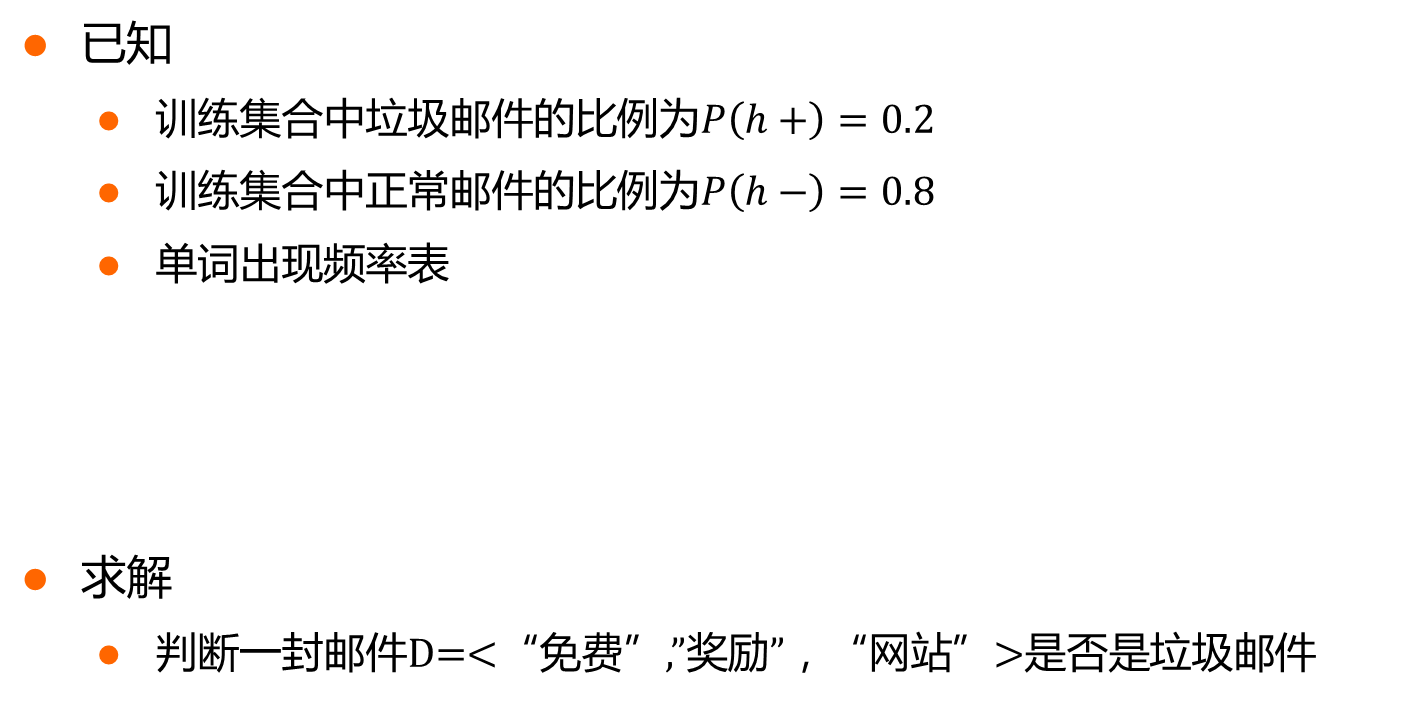 已知
训练集合中垃圾邮件的比例为P(h +) = 0.2
训练集合中正常邮件的比例为P(h −) = 0.8
单词出现频率表
求解
判断一封邮件D=<“免费”,”奖励”，“网站”>是否是垃圾邮件